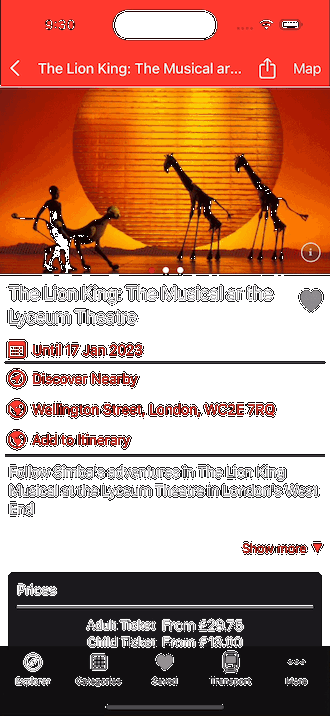 9:30
The Lion King: The Musical ar...
Map
The Lion King: The Musical at the
Lyceum Theatre
Until 17 Jan 2023
Discover Nearby
Wellington Street, London, WC2E 7RQ
Add to Itinerary
Follow Simba's adventures in The Lion King
Musical at the Lyceum Theatre in London's West
End
Show more
Prices
Adult Ticket From £29.75
Child Ticket From
Explorer
Categories
Saved
Transport
More